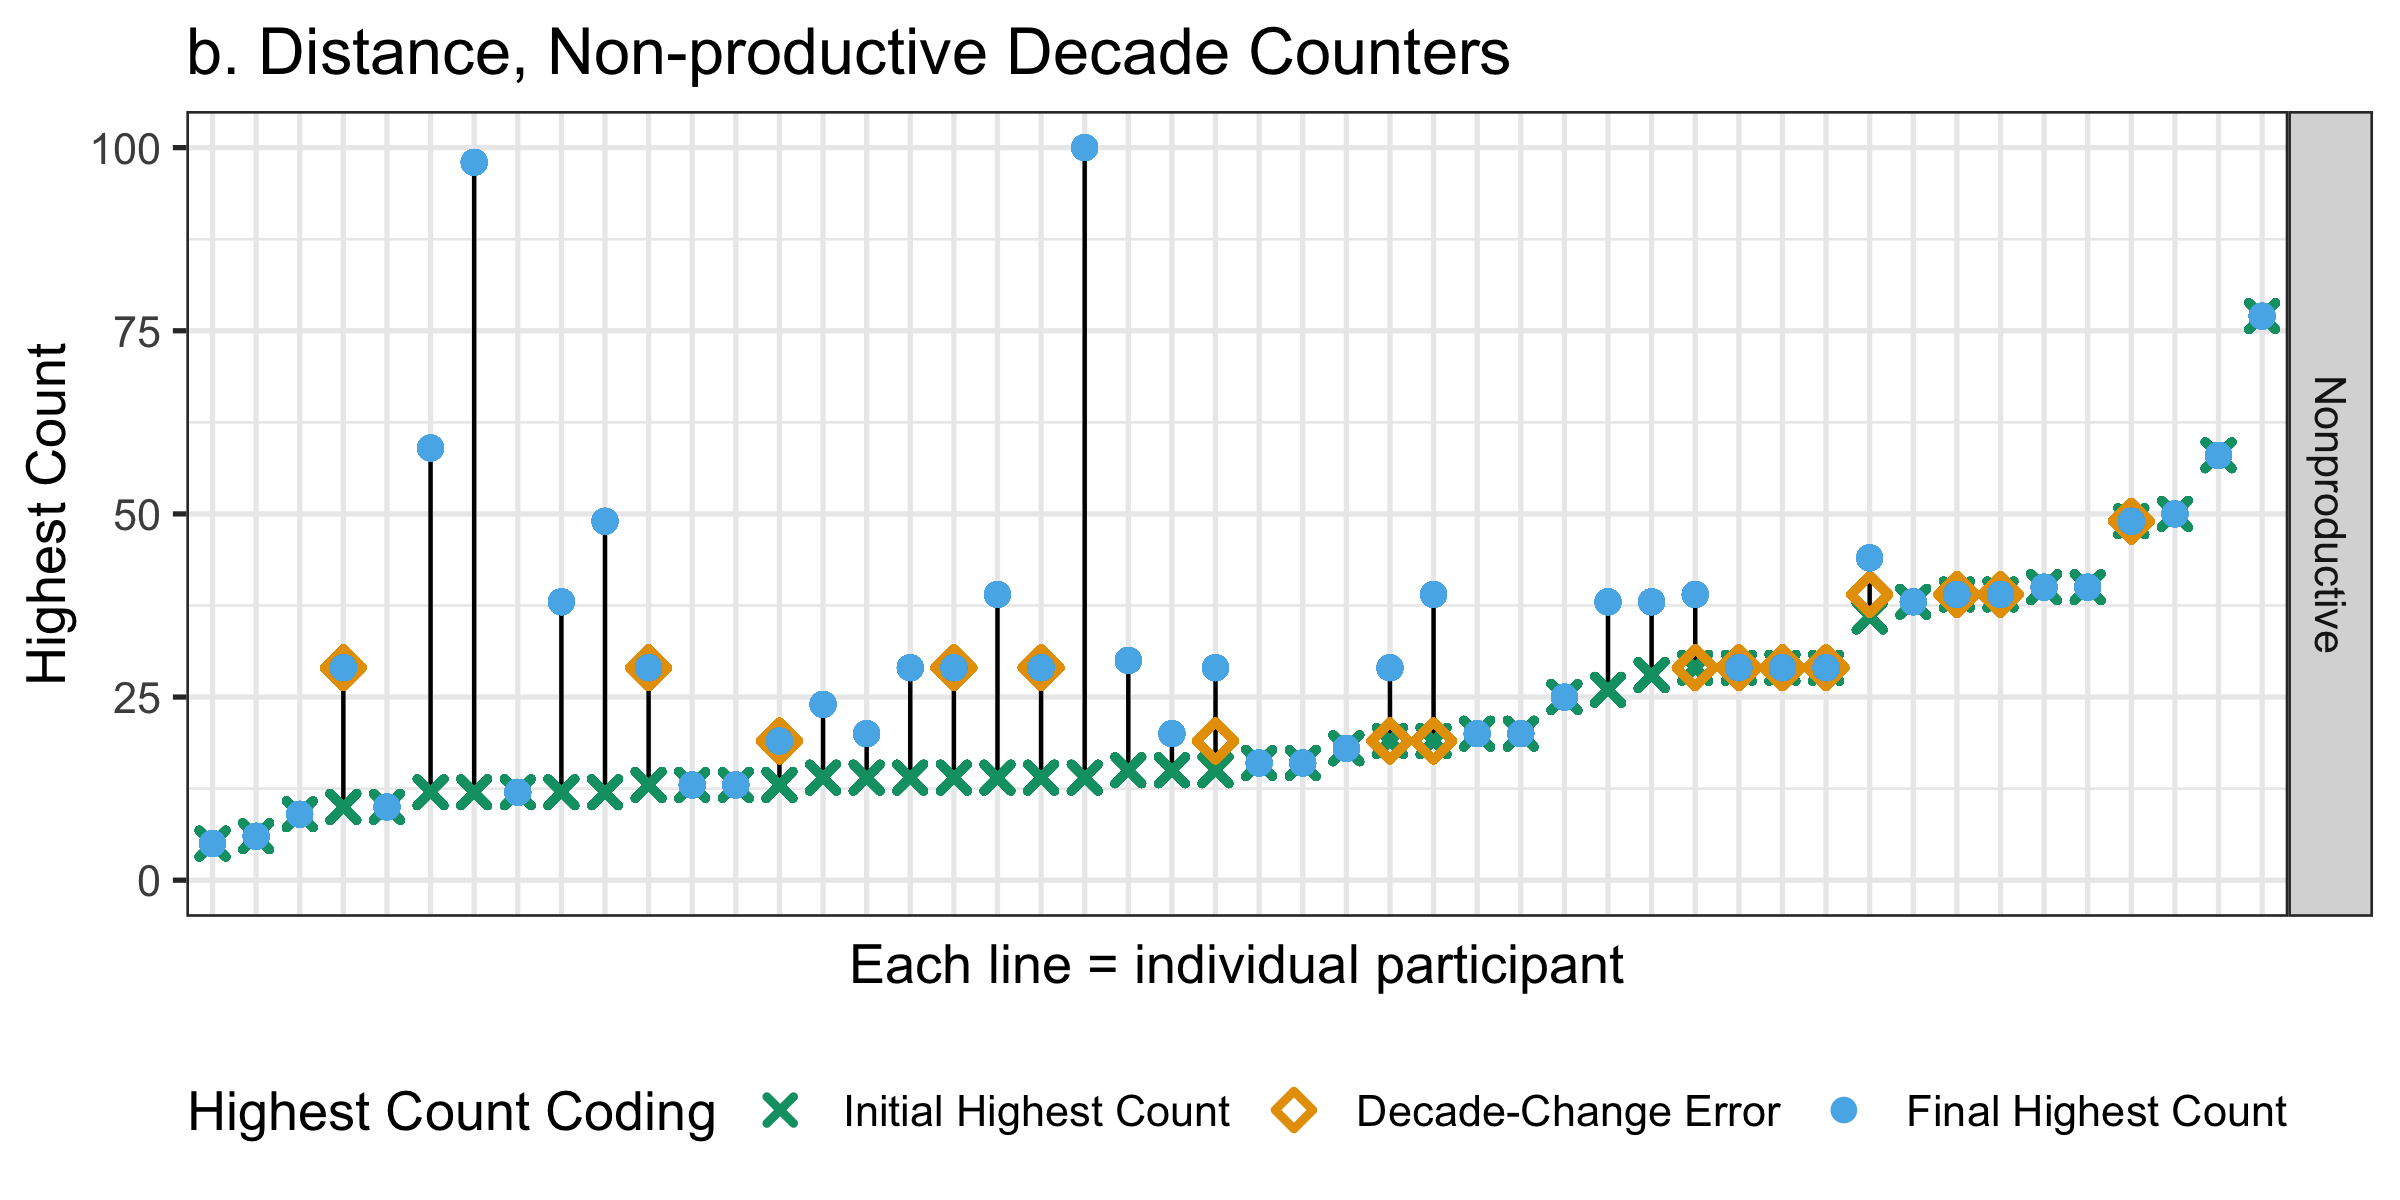 b. Distance, Non-productive Decade Counters
Highest Count
100
75
50
25
0
Nonproductive
Each line = individual participant
Highest Count Coding
Initial Highest Count
Decade-Change Error
Final Highest Count